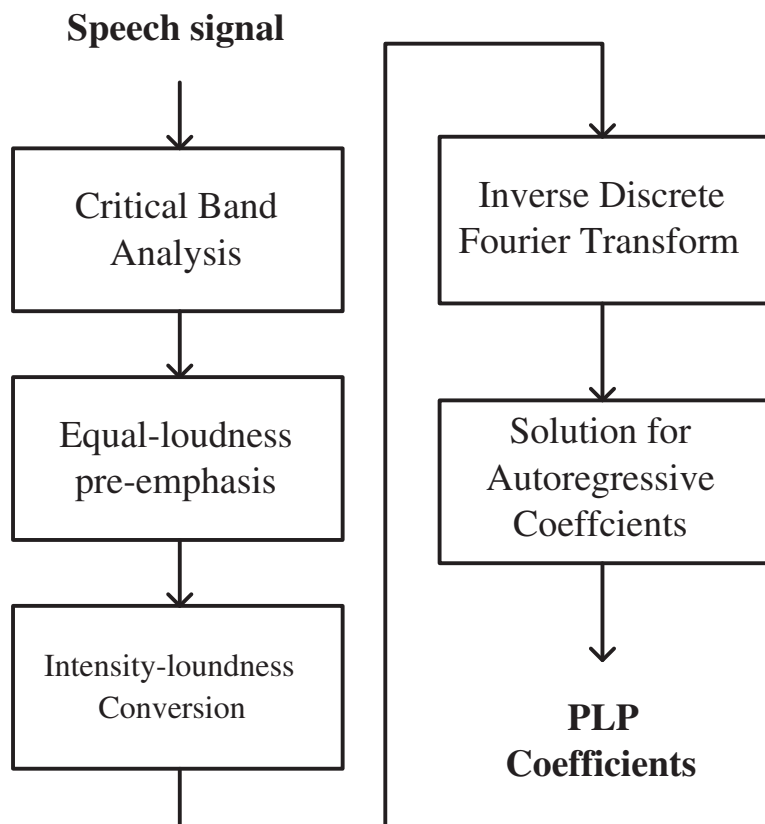 Speech signal
Critical Band
Analysis
Equal-loudness
pre-emphasis
Intensity-loundness
Conversion
Inverse Discrete
Fourier Transform
Solution for
Autoregressive
Coeffcients
PLP
Coefficients